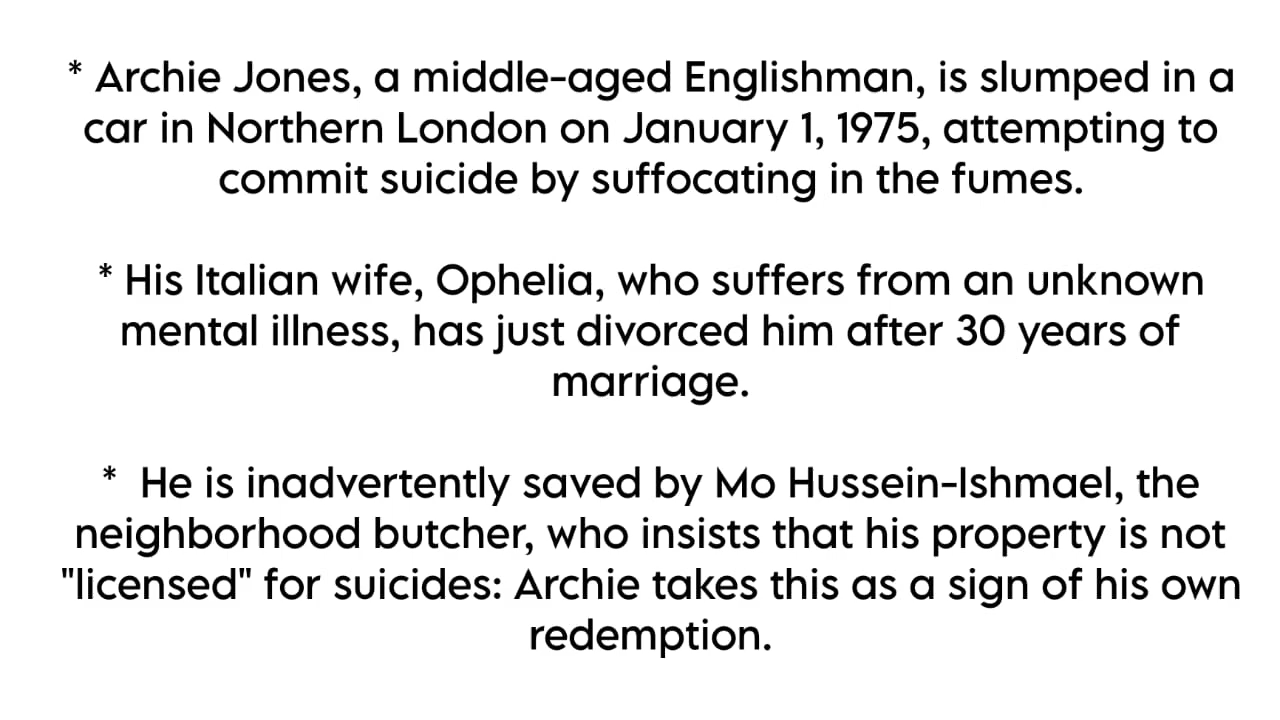 * Archie Jones, a middle-aged Englishman, is slumped in a
car in Northern London on January 1, 1975, attempting to
commit suicide by suffocating in the fumes.
* His Italian wife, Ophelia, who suffers from an unknown
mental illness, has just divorced him after 30 years of
marriage.
* He is inadvertently saved by Mo Hussein-Ishmael, the
neighborhood butcher, who insists that his property is not
"licensed" for suicides: Archie takes this as a sign of his own
redemption.